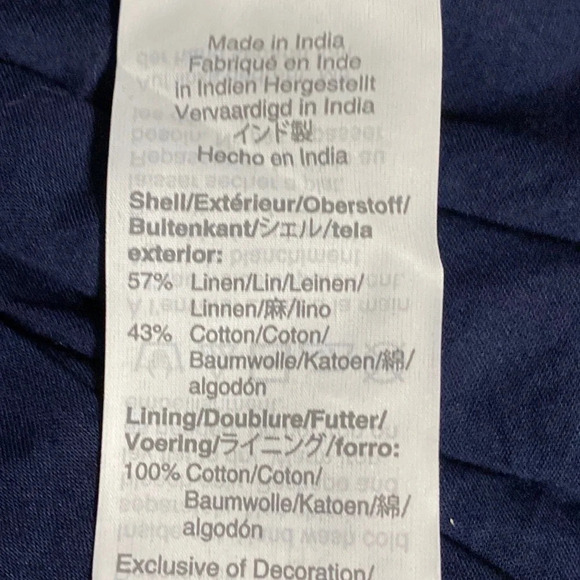 Made in India
Fabriqué en Inde
in Indien Hergestellt
Vervaardigd in India
インド製
Hecho en India
Shell/Extérieur/Oberstoff/
Buitenkant/シェル/tela
exterior:
57% Linen/Lin/Leinen/
Linnen/麻/lino
43% Cotton/Coton/
Baumwolle/Katoen/綿/
algodón
Lining/Doublure/Futter/
Voering/ライニング/forro:
100% Cotton/Coton/
Baumwolle/Katoen/綿/
algodón
Exclusive of Decoration/